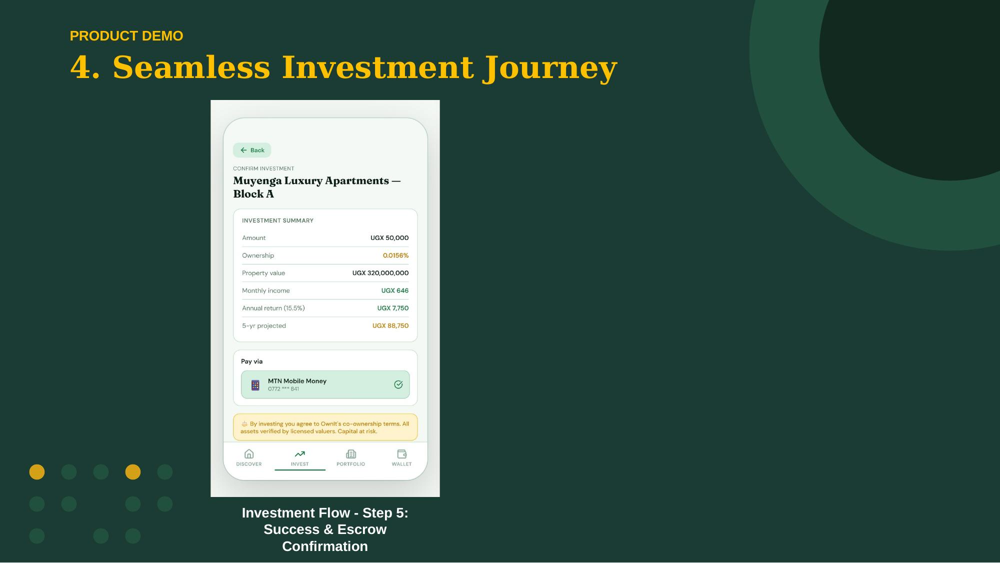 PRODUCT DEMO
4. Seamless Investment Journey
Back
CONFIRM INVESTMENT
Muyenga Luxury Apartments —
Block A
INVESTMENT SUMMARY
Amount UGX 50,000
Ownership 0.0156%
Property value UGX 320,000,000
Monthly income UGX 646
Annual return (15.5%) UGX 7,750
5-yr projected UGX 88,750
Pay via
MTN Mobile Money
0772 *** 841
By investing you agree to OwnIt's co-ownership terms. All
assets verified by licensed valuers. Capital at risk.
DISCOVER INVEST PORTFOLIO WALLET
Investment Flow - Step 5:
Success & Escrow
Confirmation